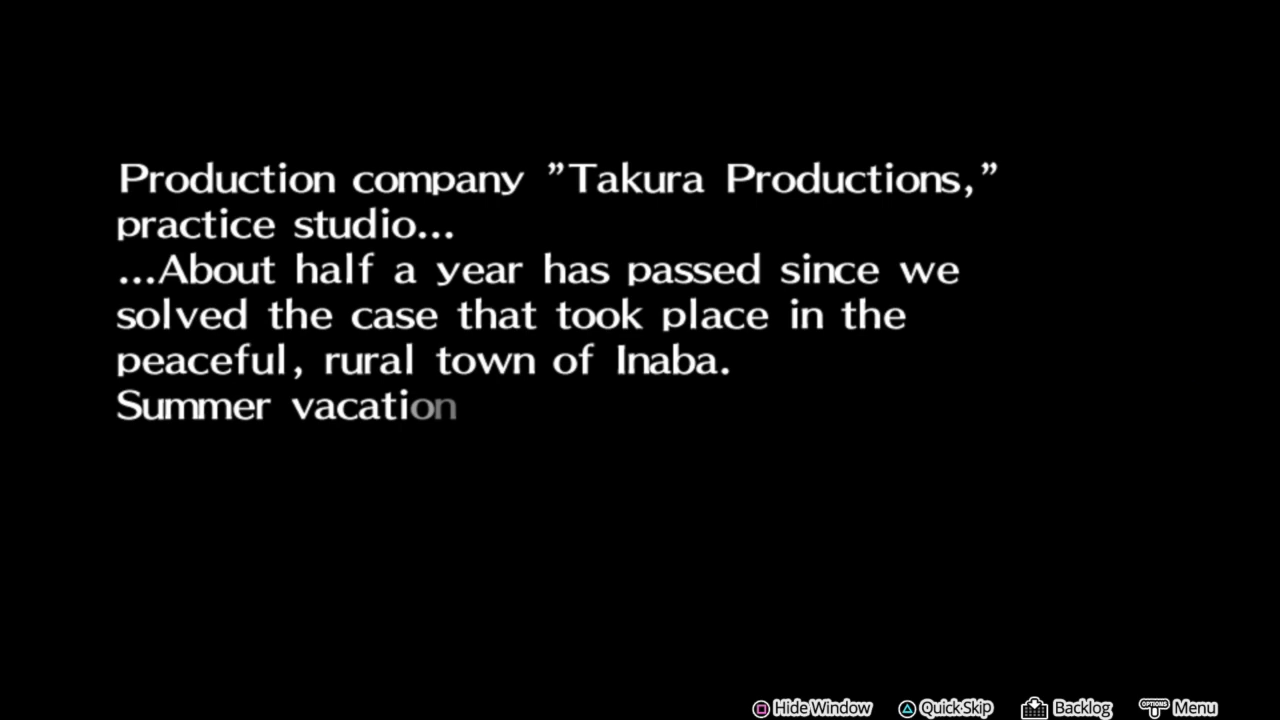 Production company "Takura Productions,"
practice studio...
...About half a year has passed since we
solved the case that took place in the
peaceful, rural town of Inaba.
Summer vacation
Hide Window Quick Skip Backlog OPTIONS Menu